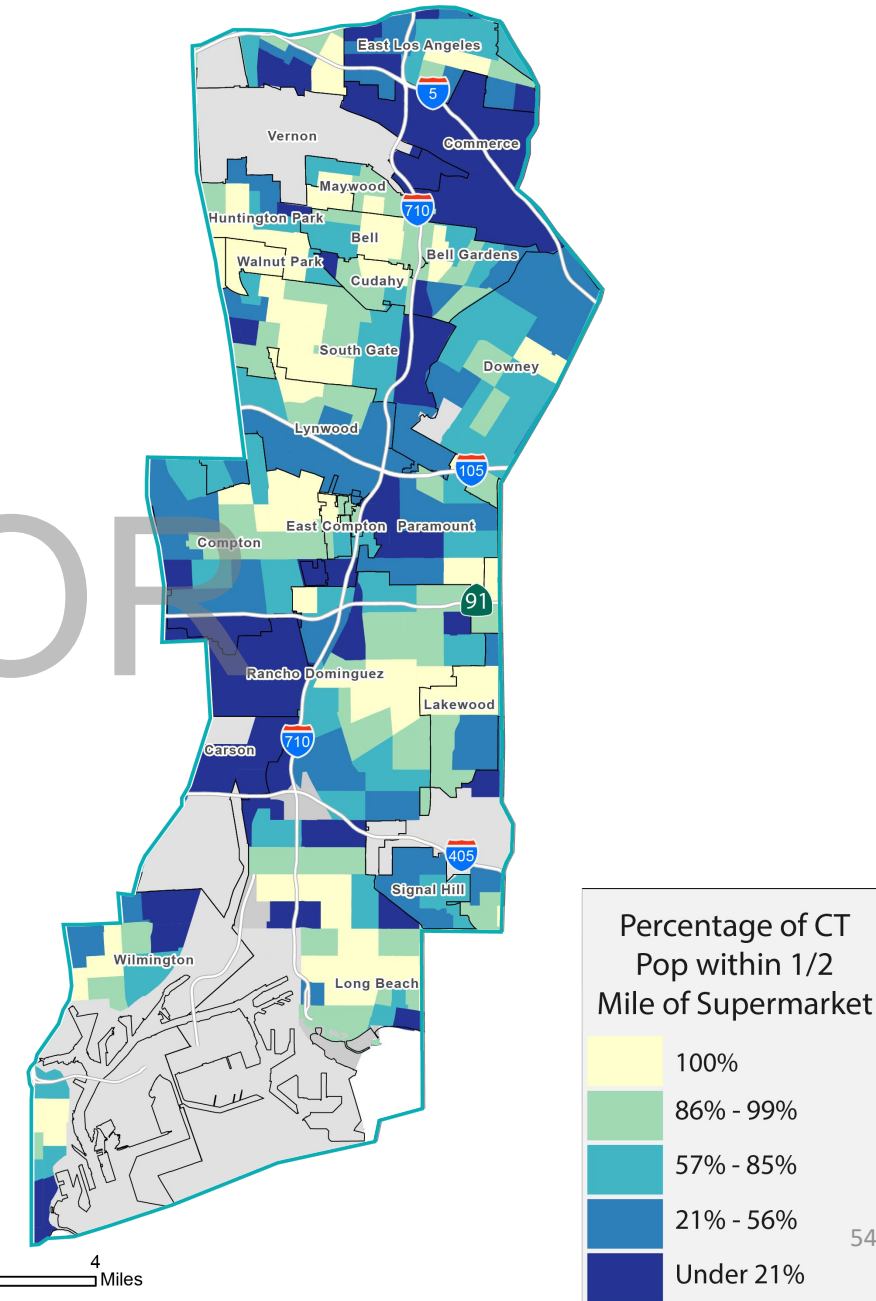 East Los Angeles
5
Vernon
Commerce
Maywood
710
Huntington Park
Bell
Bell Gardens
Walnut Park
Cudahy
South Gate
Downey
Lynwood
105
East Compton
Paramount
Compton
OR
91
Rancho Dominguez
Lakewood
710
Carson
405
Signal Hill
Wilmington
Long Beach
Percentage of CT
Pop within 1/2
Mile of Supermarket
100%
86% - 99%
57% - 85%
21% - 56%
54
Under 21%
4
Miles